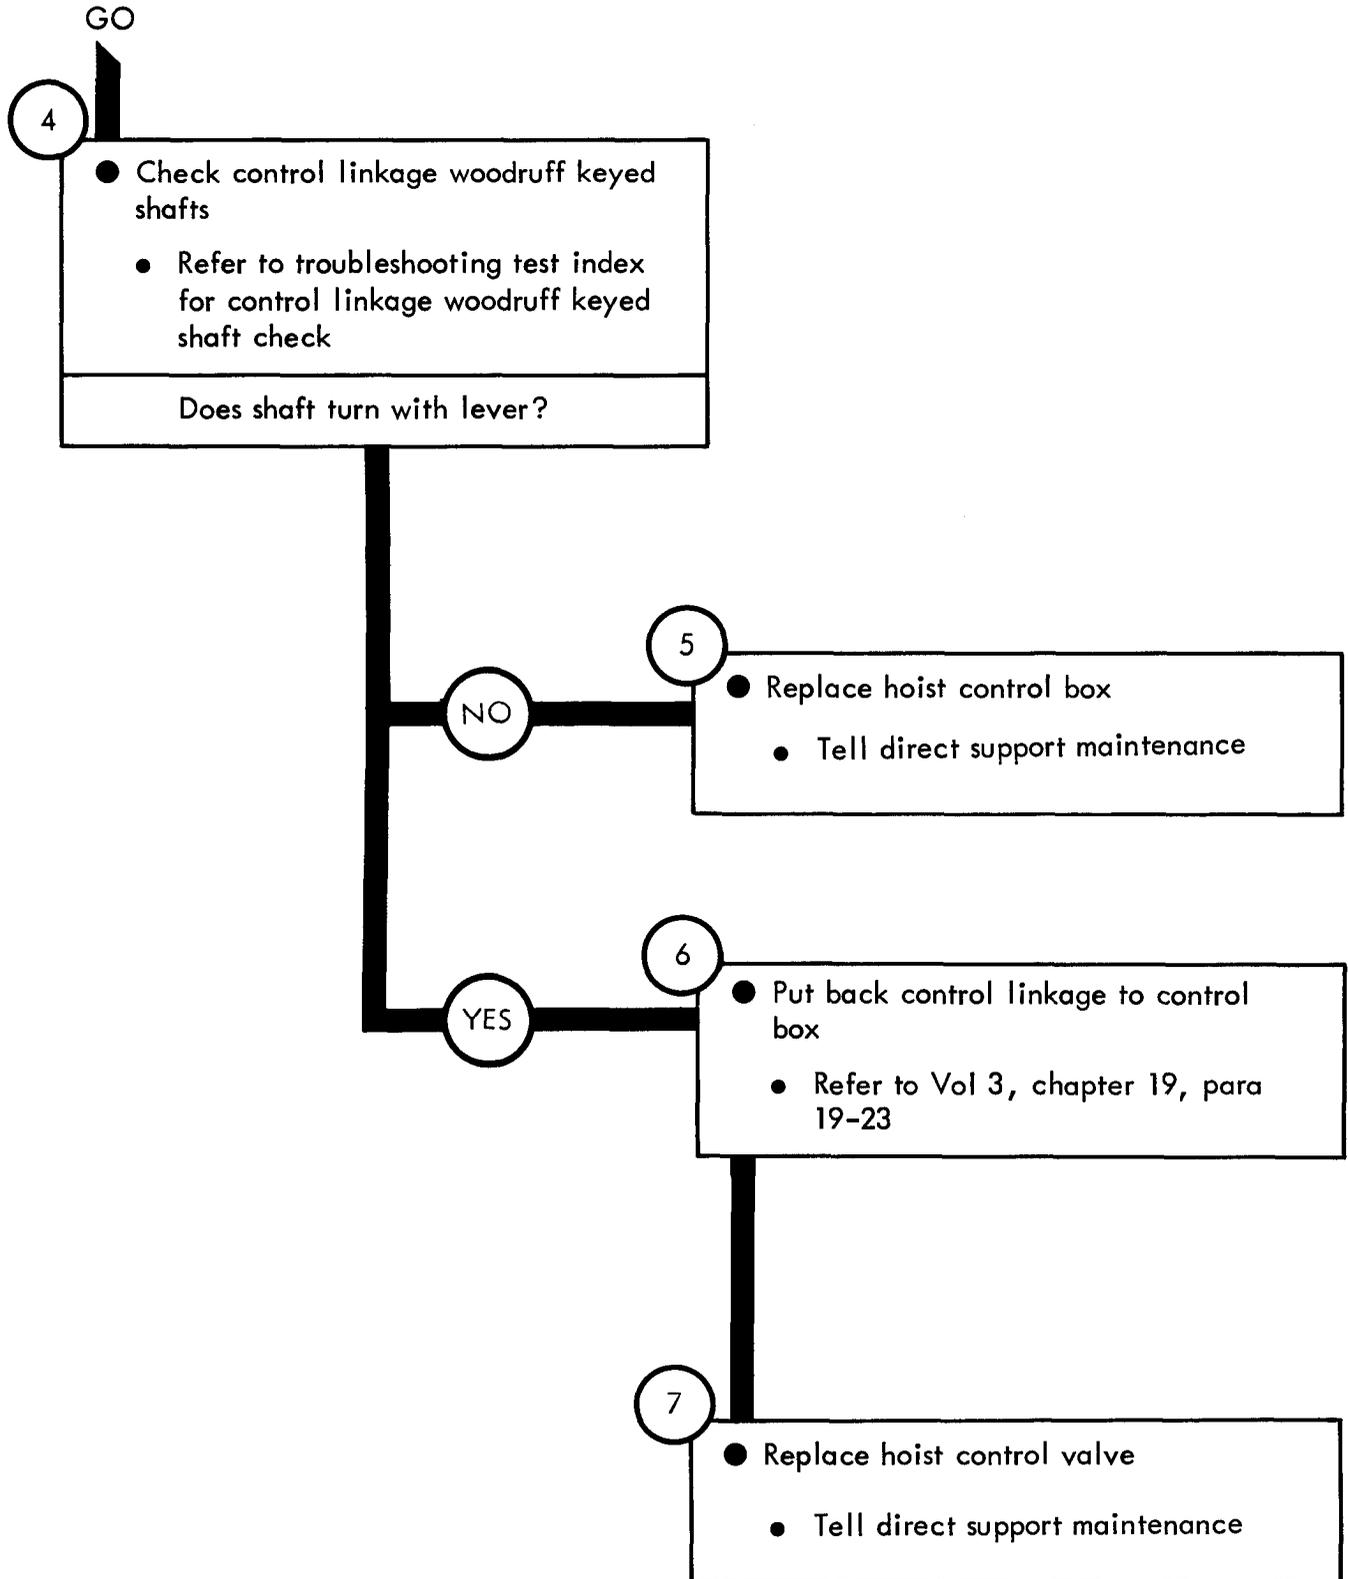 GO
4
● Check control linkage woodruff keyed
shafts
● Refer to troubleshooting test index
for control linkage woodruff keyed
shaft check
Does shaft turn with lever?
5
NO
● Replace hoist control box
● Tell direct support maintenance
6
YES
● Put back control linkage to control
box
● Refer to Vol 3, chapter 19, para
19-23
7
● Replace hoist control valve
● Tell direct support maintenance